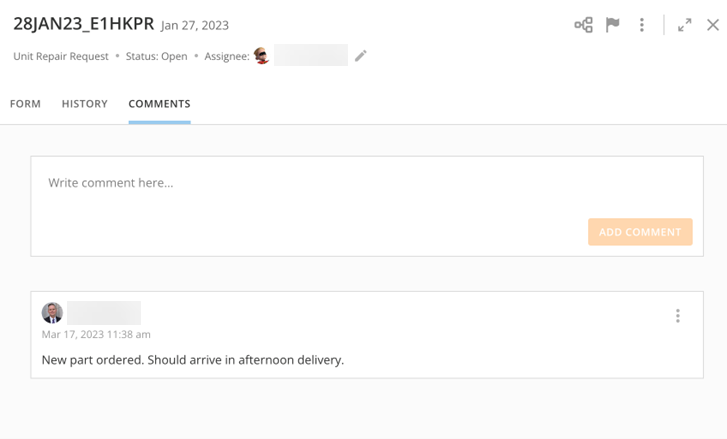 28JAN23_E1HKPR Jan 27, 2023
Unit Repair Request • Status: Open • Assignee:
FORM HISTORY COMMENTS
Write comment here...
ADD COMMENT
Mar 17, 2023 11:38 am
New part ordered. Should arrive in afternoon delivery.